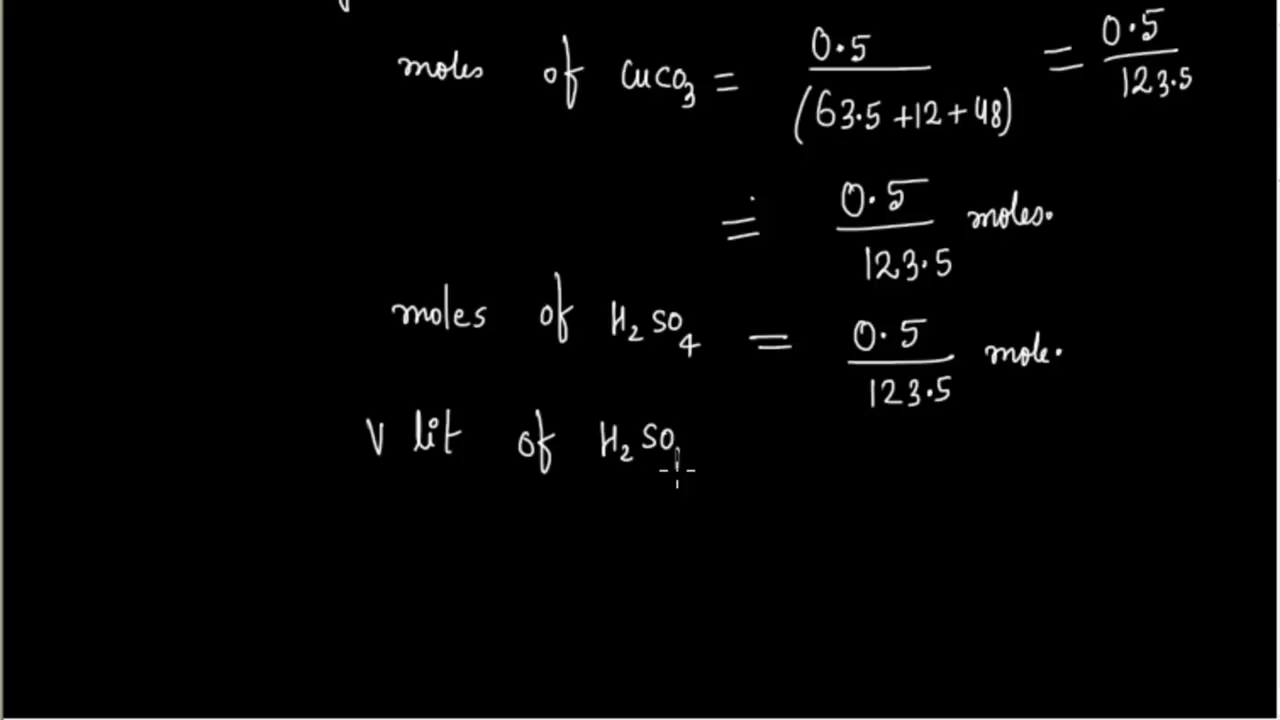 moles of CuCO3 = 0.5 / (63.5 + 12 + 48) = 0.5 / 123.5
= 0.5 / 123.5 moles.
moles of H2SO4 = 0.5 / 123.5 mole.
V lit of H2SO